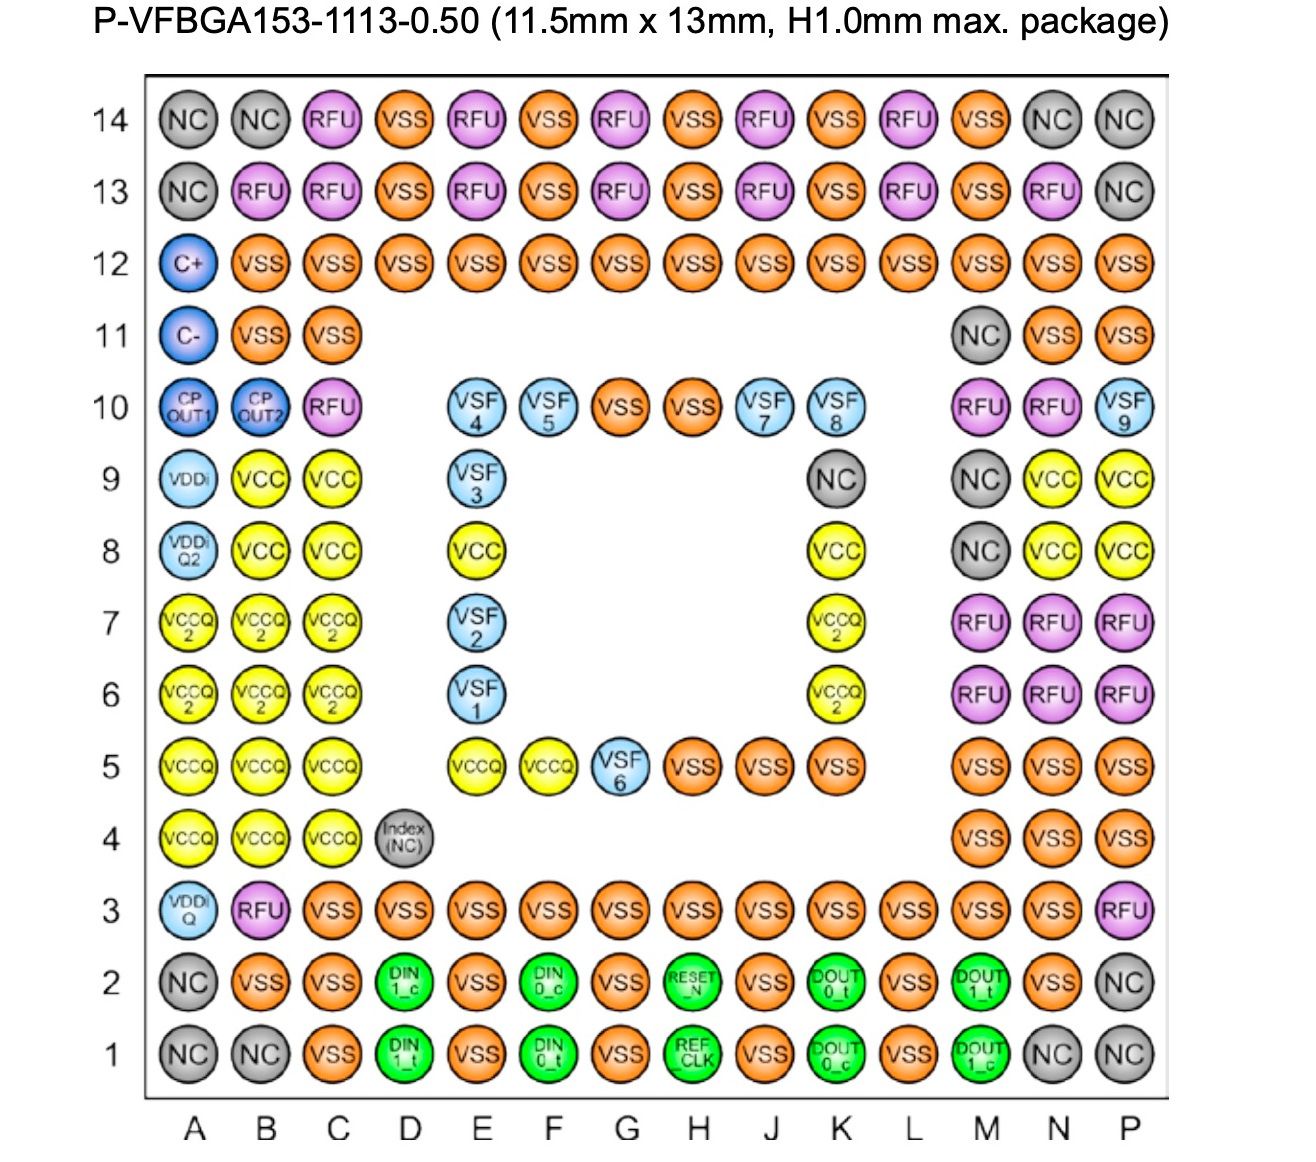 P-VFBGA153-1113-0.50 (11.5mm x 13mm, H1.0mm max. package)
14 NC NC RFU VSS RFU VSS RFU VSS RFU VSS RFU VSS NC NC
13 NC RFU RFU VSS RFU VSS RFU VSS RFU VSS RFU VSS RFU NC
12 C+ VSS VSS VSS VSS VSS VSS VSS VSS VSS VSS VSS VSS VSS
11 C- VSS VSS NC VSS VSS
10 CP OUT1 CP OUT2 RFU VSF 4 VSF 5 VSS VSS VSF 7 VSF 8 RFU RFU VSF 9
9 VDDi VCC VCC VSF 3 NC NC VCC VCC
8 VDDi Q2 VCC VCC VCC VCC NC VCC VCC
7 VCCQ 2 VCCQ 2 VCCQ 2 VSF 2 VCCQ 2 RFU RFU RFU
6 VCCQ 2 VCCQ 2 VCCQ 2 VSF 1 VCCQ 2 RFU RFU RFU
5 VCCQ VCCQ VCCQ VCCQ VCCQ VSF 6 VSS VSS VSS VSS VSS VSS
4 VCCQ VCCQ VCCQ Index (NC) VSS VSS VSS
3 VDDi Q RFU VSS VSS VSS VSS VSS VSS VSS VSS VSS VSS VSS RFU
2 NC VSS VSS DIN 1_c VSS DIN 0_c VSS RESET _N VSS DOUT 0_t VSS DOUT 1_t VSS NC
1 NC NC VSS DIN 1_t VSS DIN 0_t VSS REF _CLK VSS DOUT 0_c VSS DOUT 1_c NC NC
A B C D E F G H J K L M N P